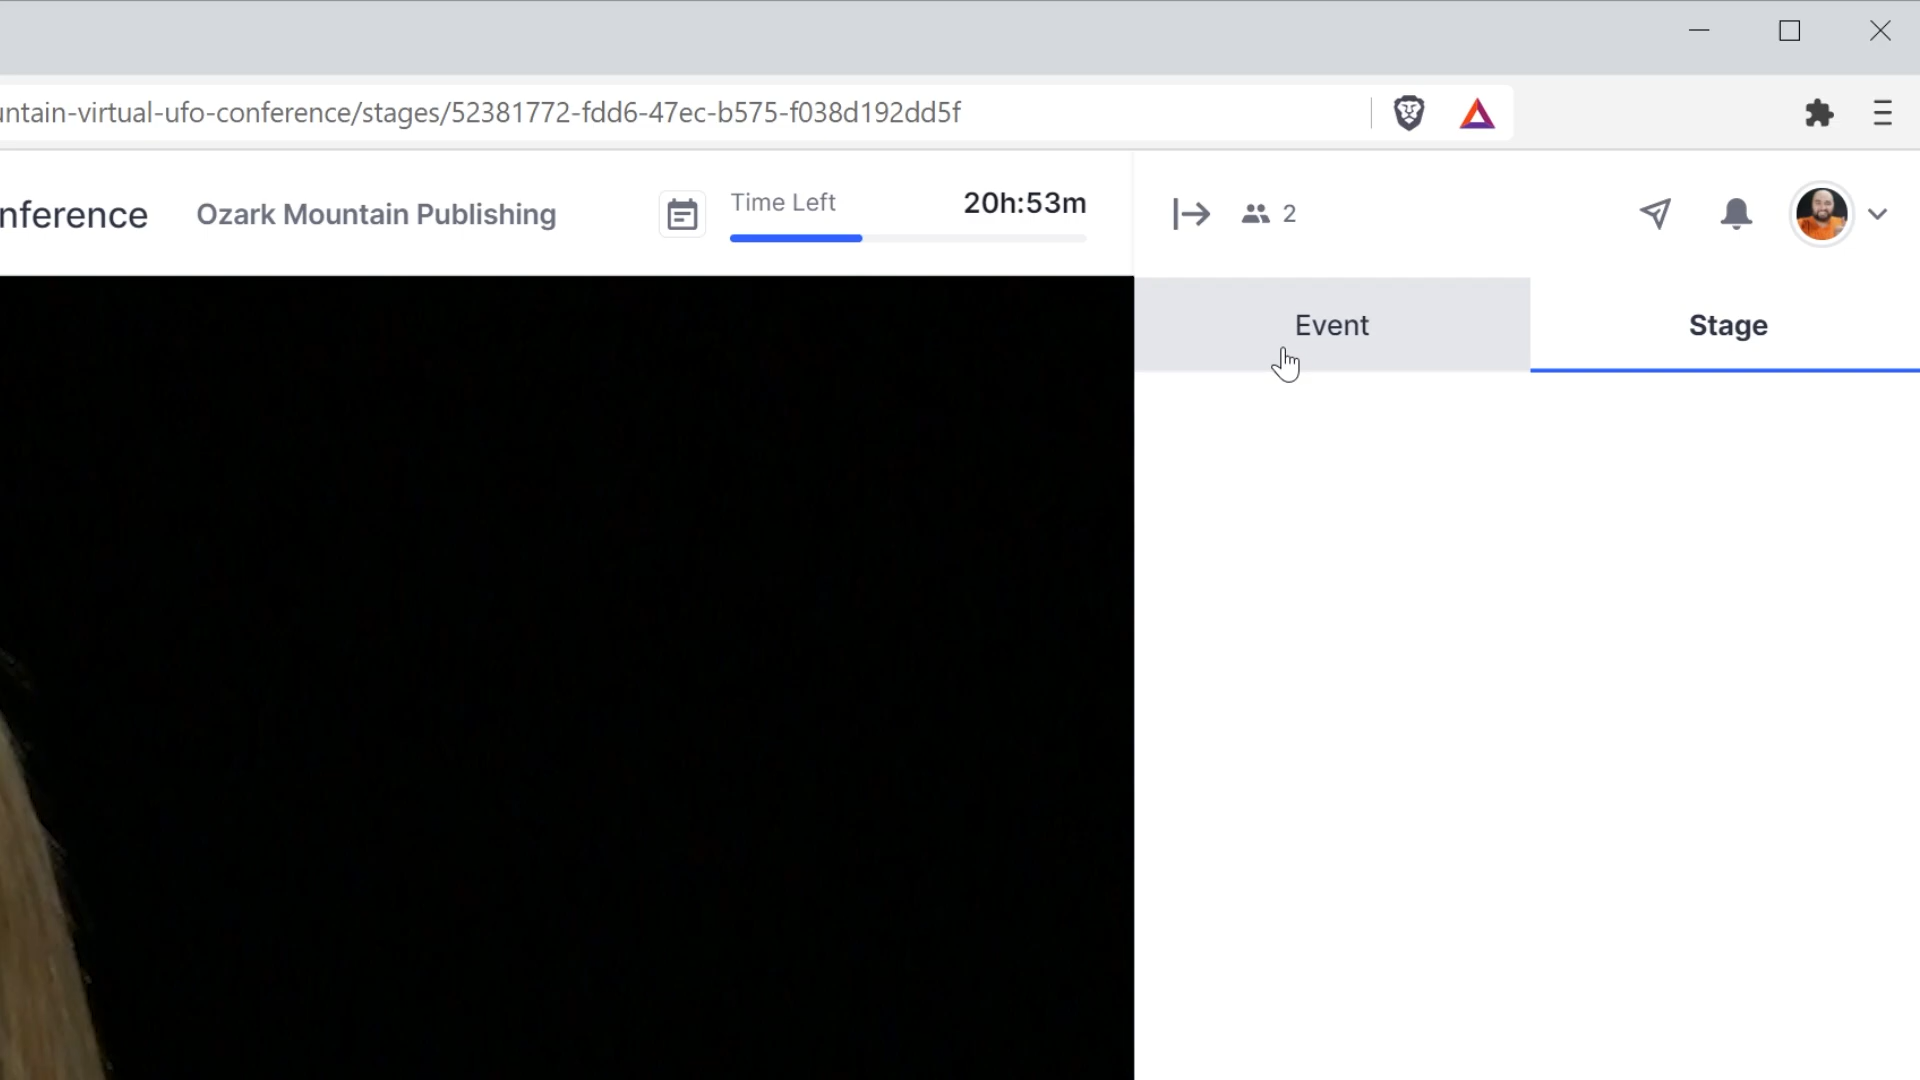 ntain-virtual-ufo-conference/stages/52381772-fdd6-47ec-b575-f038d192dd5f
nference
Ozark Mountain Publishing
Time Left
20h:53m
2
Event
Stage